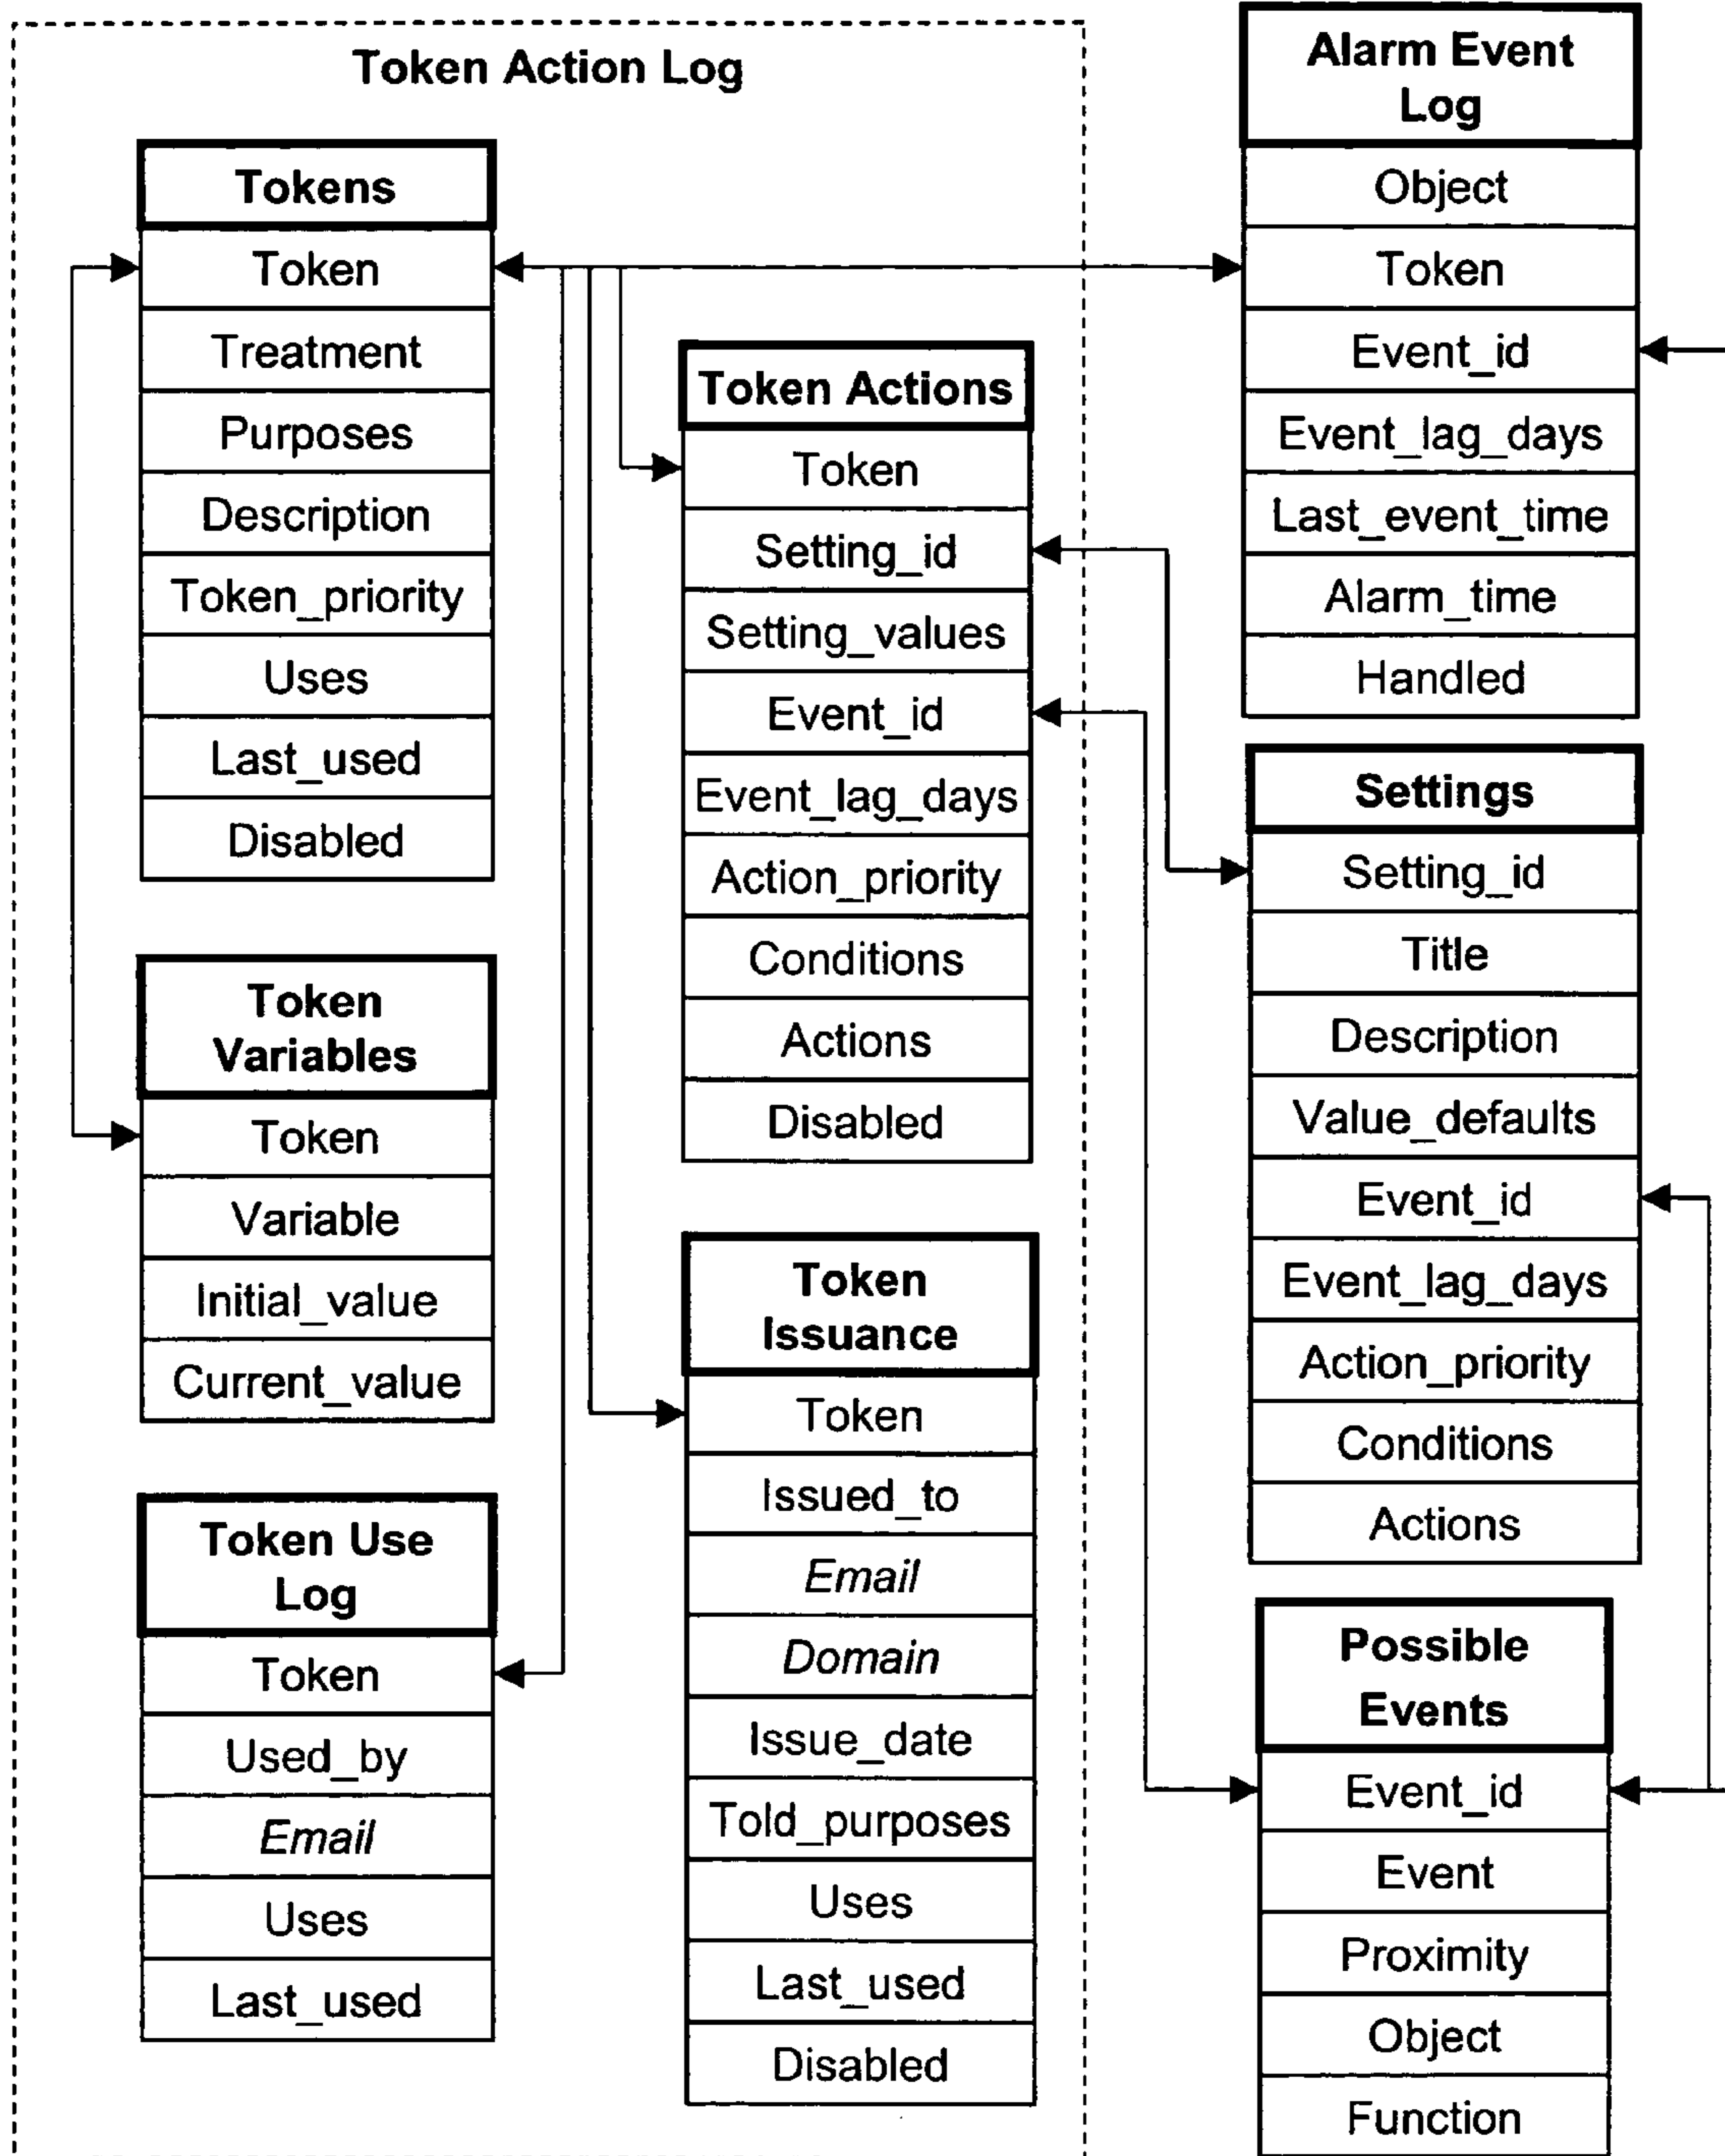 Token Action Log
Tokens
Token
Treatment
Purposes
Description
Token_priority
Uses
Last_used
Disabled
Token
Variables
Token
Variable
Initial_value
Current_value
Token Use
Log
Token
Used_by
Email
Uses
Last_used
Token Actions
Token
Setting_id
Setting_values
Event_id
Event_lag_days
Action_priority
Conditions
Actions
Disabled
Token
Issuance
Token
Issued_to
Email
Domain
Issue_date
Told_purposes
Uses
Last_used
Disabled
Alarm Event
Log
Object
Token
Event_id
Event_lag_days
Last_event_time
Alarm_time
Handled
Settings
Setting_id
Title
Description
Value_defaults
Event_id
Event_lag_days
Action_priority
Conditions
Actions
Possible
Events
Event_id
Event
Proximity
Object
Function